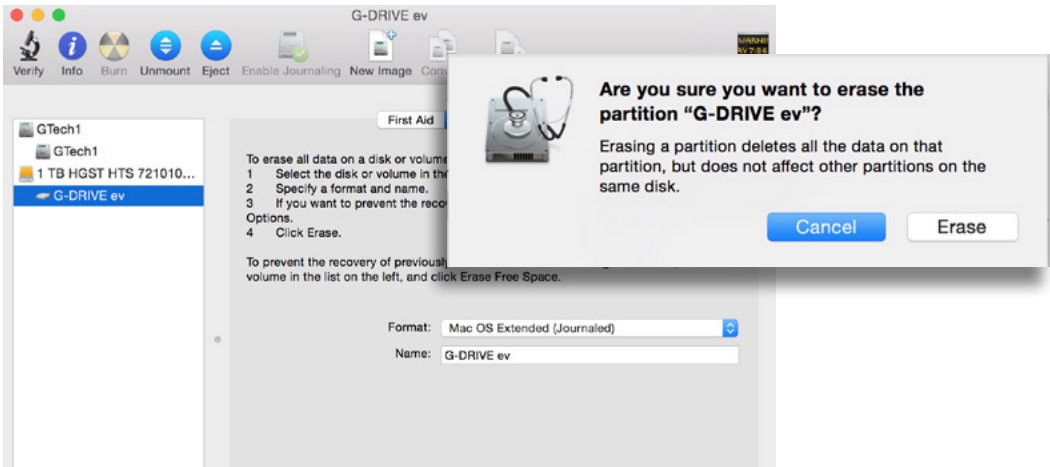 G-DRIVE ev
Verify Info Burn Unmount Eject Enable Journaling New Image
Are you sure you want to erase the
partition “G-DRIVE ev”?
Erasing a partition deletes all the data on that
partition, but does not affect other partitions on the
same disk.
Cancel Erase
GTech1
GTech1
1 TB HGST HTS 721010...
G-DRIVE ev
First Aid
To erase all data on a disk or volume
1 Select the disk or volume in the
2 Specify a format and name.
3 If you want to prevent the
Options.
4 Click Erase.
To prevent the recovery of previously
volume in the list on the left, and click Erase Free Space.
Format: Mac OS Extended (Journaled)
Name: G-DRIVE ev